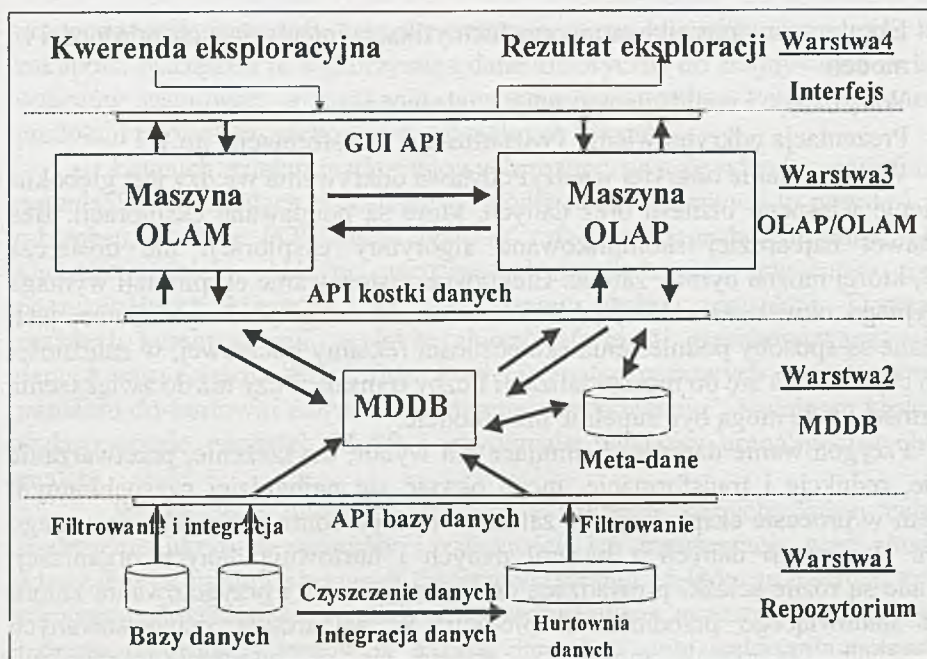 Kwerenda eksploracyjna
Rezultat eksploracji
Warstwa4
Interfejs
GUI API
Maszyna
OLAM
Maszyna
OLAP
Warstwa3
OLAP/OLAM
API kostki danych
MDDB
Meta-dane
Warstwa2
MDDB
Filtrowanie i integracja
API bazy danych
Filtrowanie
Bazy danych
Czyszczenie danych
Integracja danych
Hurtownia
danych
Warstwa1
Repozytorium